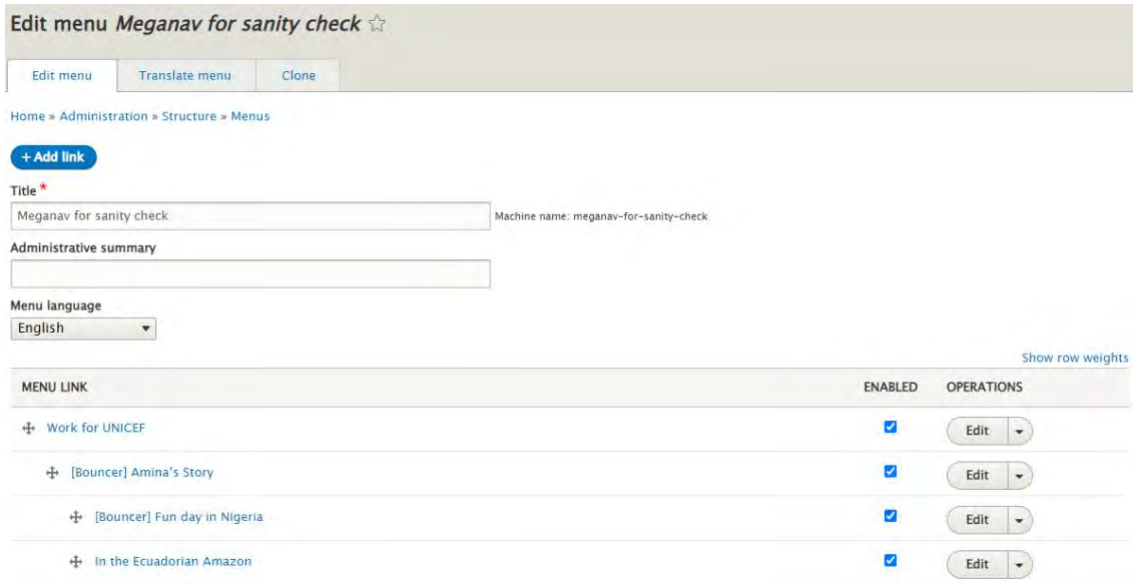 Edit menu Meganav for sanity check
Edit menu Translate menu Clone
Home » Administration » Structure » Menus
+ Add link
Title *
Meganav for sanity check Machine name: meganav-for-sanity-check
Administrative summary
Menu language
English
Show row weights
MENU LINK ENABLED OPERATIONS
Work for UNICEF Edit
[Bouncer] Amina's Story Edit
[Bouncer] Fun day in Nigeria Edit
In the Ecuadorian Amazon Edit